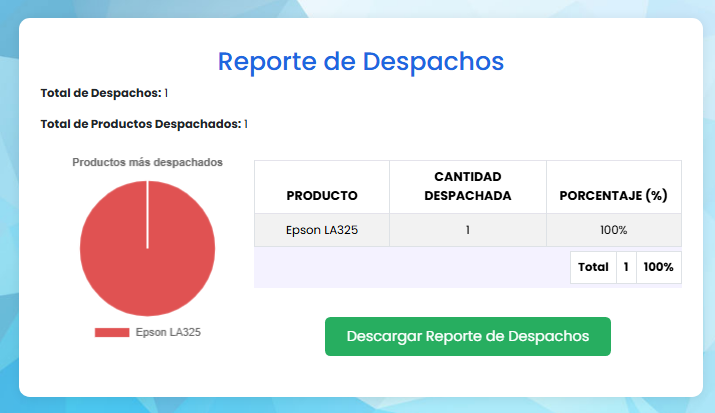 Reporte de Despachos
Total de Despachos: 1
Total de Productos Despachados: 1
Productos más despachados
Epson LA325
PRODUCTO
CANTIDAD
DESPACHADA
PORCENTAJE (%)
Epson LA325 1 100%
Total 1 100%
Descargar Reporte de Despachos